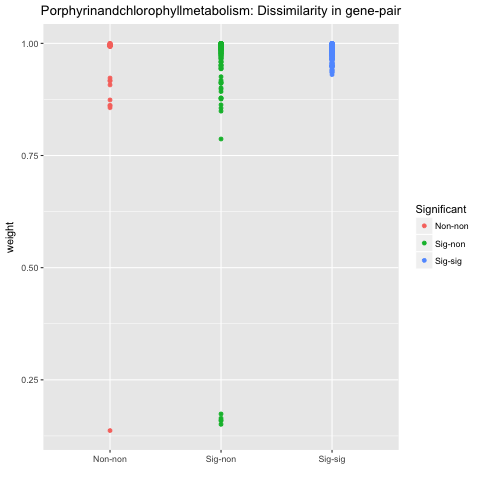 Porphyrinandchlorophyllmetabolism: Dissimilarity in gene-pair
1.00
0.75
0.50
0.25
weight
Non-non
Sig-non
Sig-sig
Significant
Non-non
Sig-non
Sig-sig